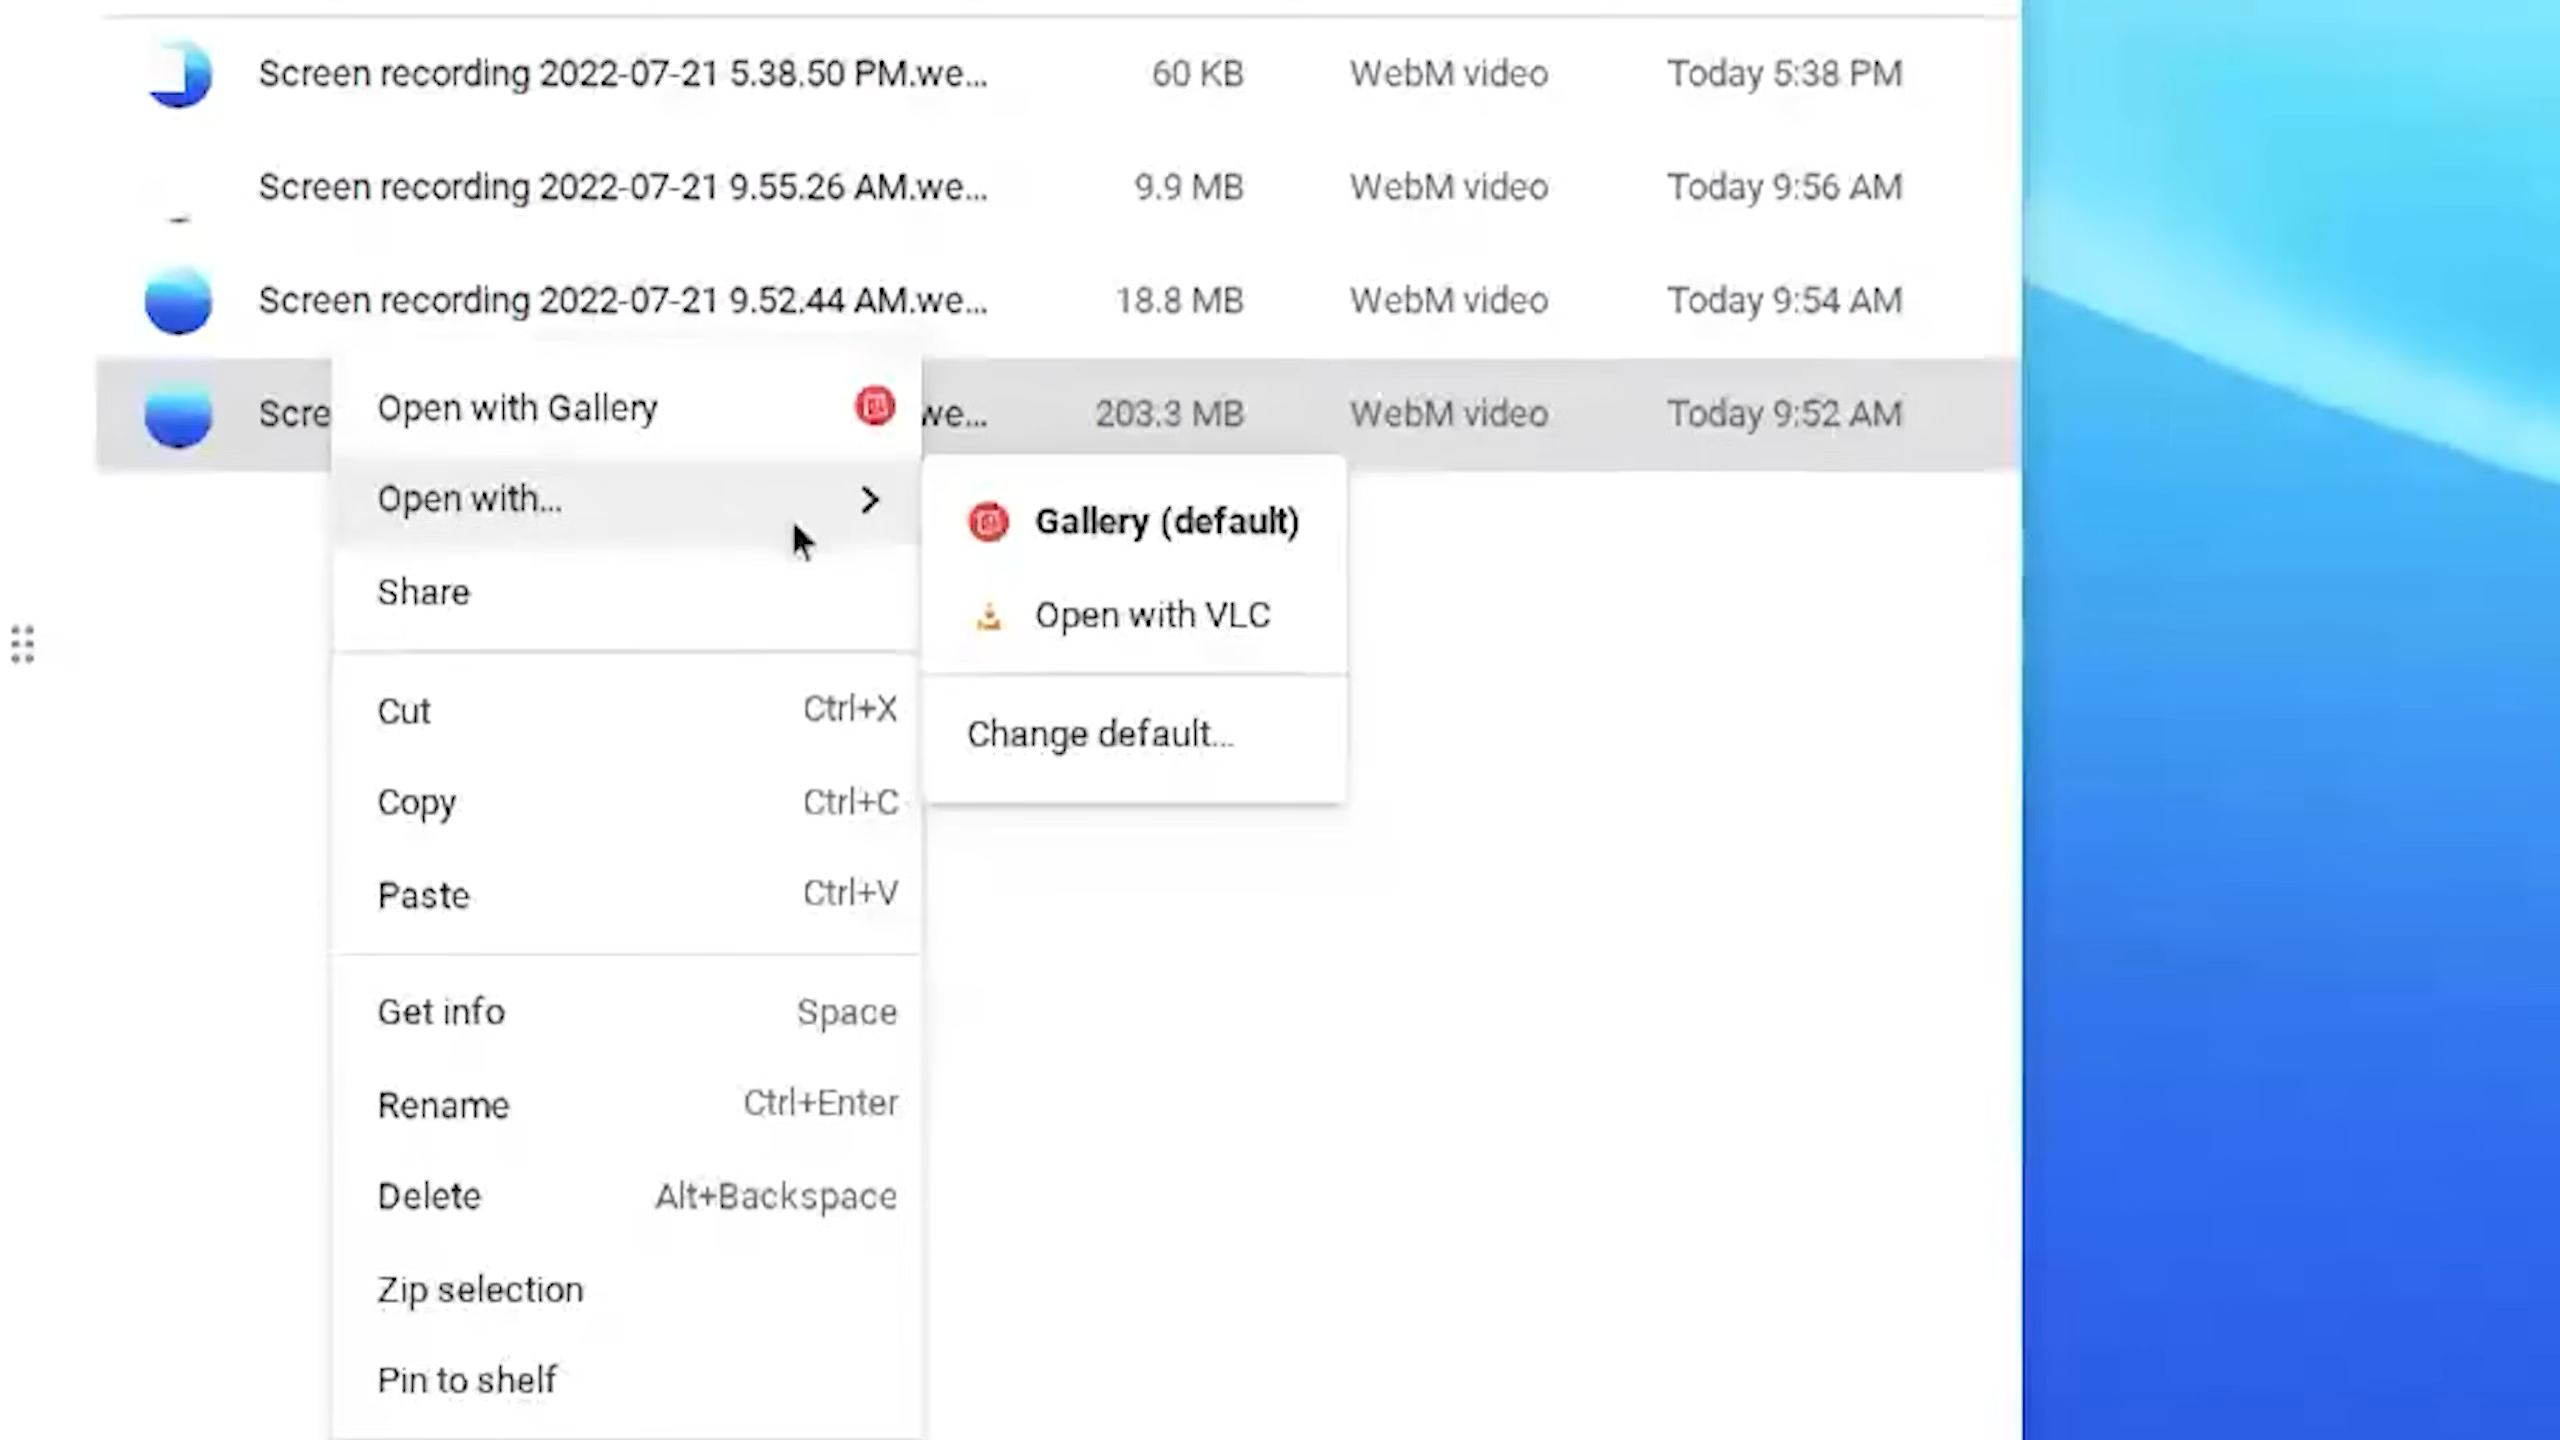 Screen recording 2022-07-21 5.38.50 PM.we... 60 KB WebM video Today 5:38 PM
Screen recording 2022-07-21 9.55.26 AM.we... 9.9 MB WebM video Today 9:56 AM
Screen recording 2022-07-21 9.52.44 AM.we... 18.8 MB WebM video Today 9:54 AM
Scre we... 203.3 MB WebM video Today 9:52 AM
Open with Gallery
Open with...
Share
Cut Ctrl+X
Copy Ctrl+C
Paste Ctrl+V
Get info Space
Rename Ctrl+Enter
Delete Alt+Backspace
Zip selection
Pin to shelf
Gallery (default)
Open with VLC
Change default...